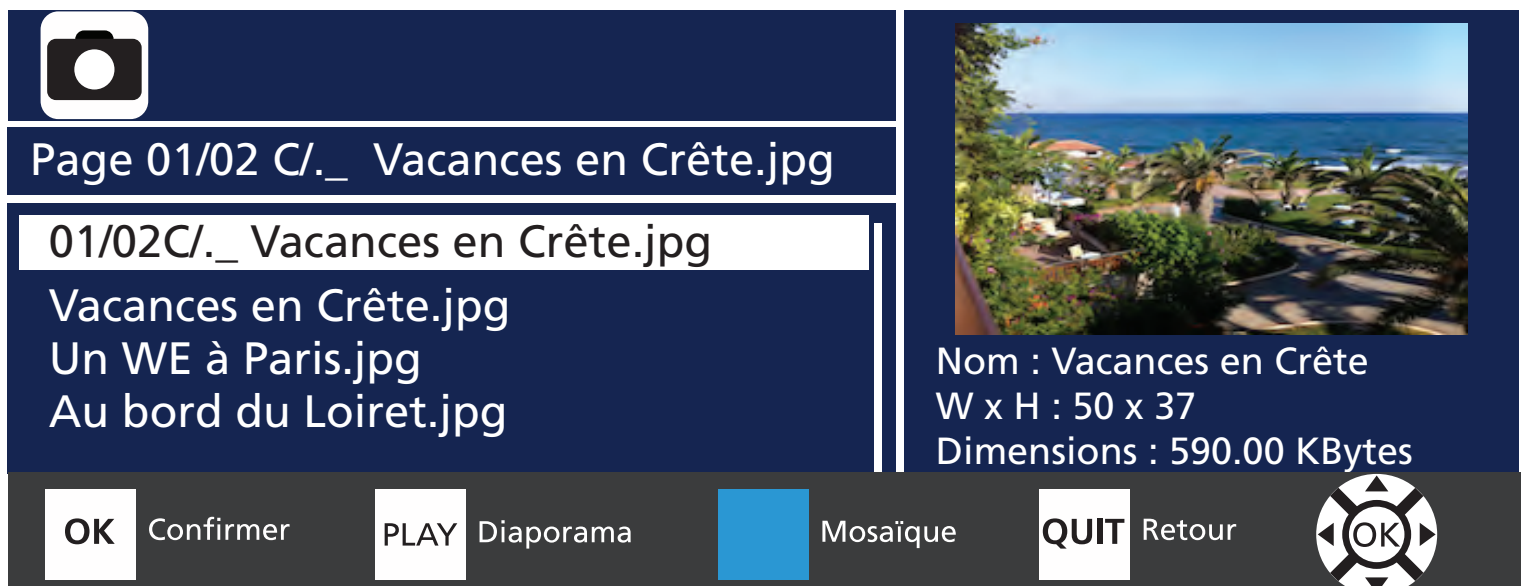 Page 01/02 C/._ Vacances en Crête.jpg
01/02C/._ Vacances en Crête.jpg
Vacances en Crête.jpg
Un WE à Paris.jpg
Au bord du Loiret.jpg
Nom : Vacances en Crête
W x H : 50 x 37
Dimensions : 590.00 KBytes
OK Confirmer PLAY Diaporama Mosaïque QUIT Retour OK